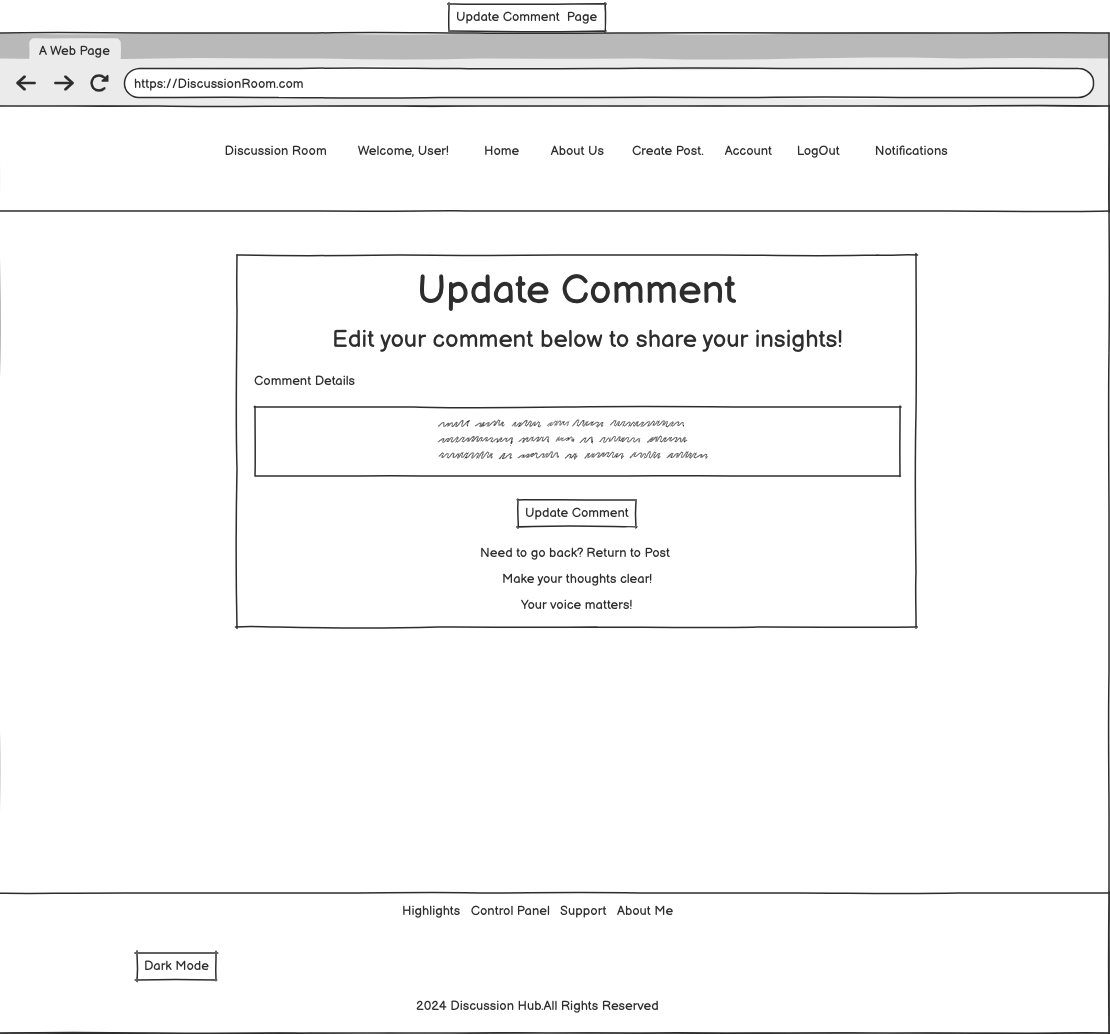 Update Comment  Page
A Web Page
https://DiscussionRoom.com
Discussion Room Welcome, User! Home About Us Create Post. Account LogOut Notifications
Update Comment
Edit your comment below to share your insights!
Comment Details
Update Comment
Need to go back? Return to Post
Make your thoughts clear!
Your voice matters!
Highlights Control Panel Support About Me
Dark Mode
2024 Discussion Hub.All Rights Reserved